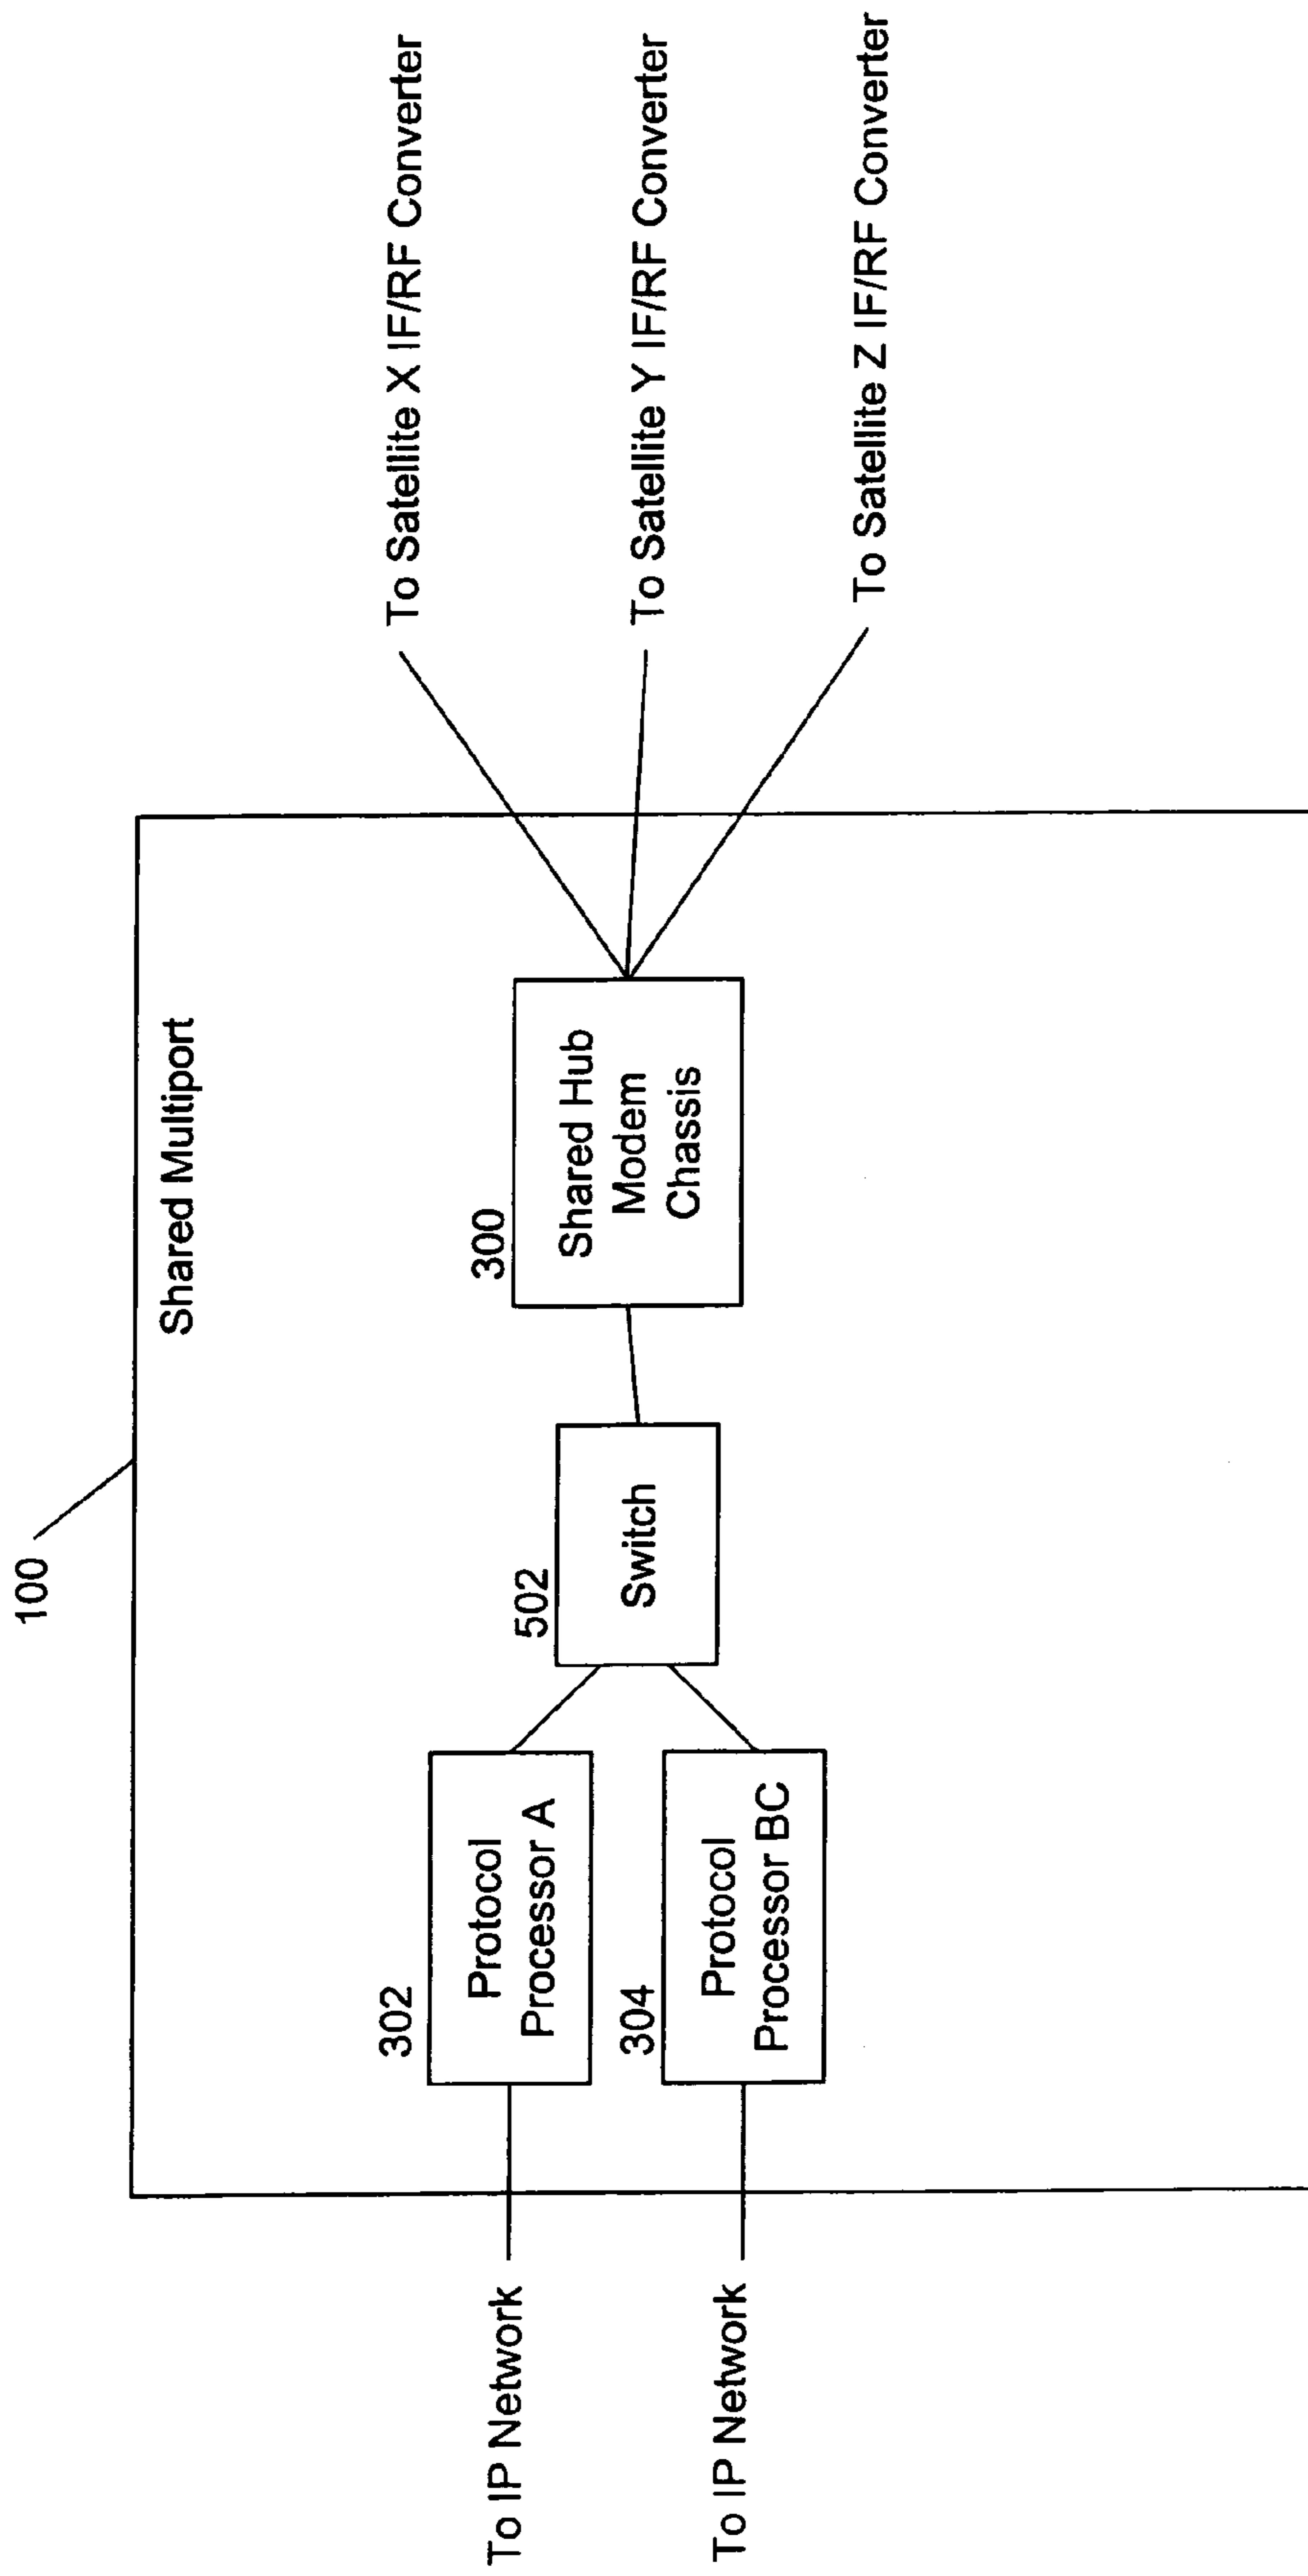 100
Shared Multiport
302
Protocol
Processor A
304
Protocol
Processor BC
502
Switch
300
Shared Hub
Modem
Chassis
To IP Network
To IP Network
To Satellite X IF/RF Converter
To Satellite Y IF/RF Converter
To Satellite Z IF/RF Converter